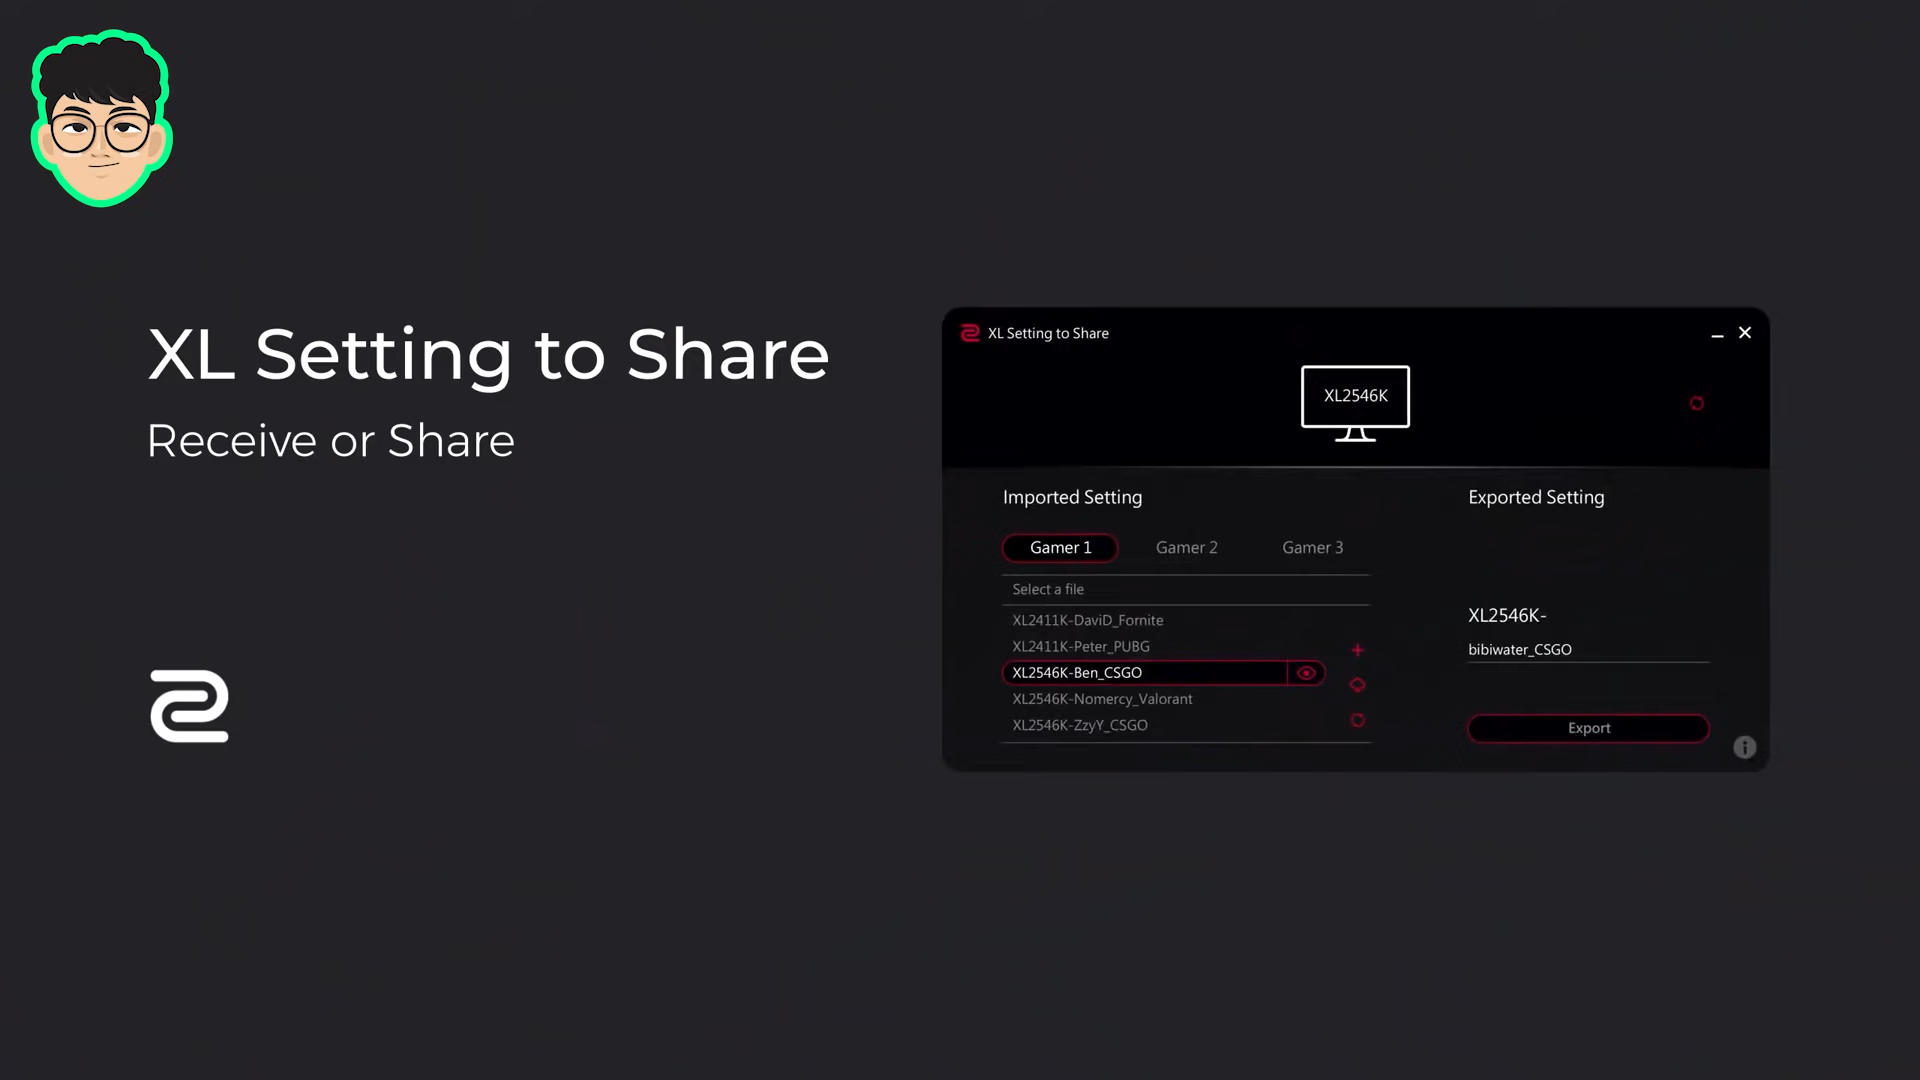 XL Setting to Share
Receive or Share
XL Setting to Share
XL2546K
Imported Setting
Exported Setting
Gamer 1
Gamer 2
Gamer 3
Select a file
XL2411K-DaviD_Fornite
XL2411K-Peter_PUBG
XL2546K-Ben_CSGO
XL2546K-Nomercy_Valorant
XL2546K-ZzyY_CSGO
XL2546K-
bibiwater_CSGO
Export